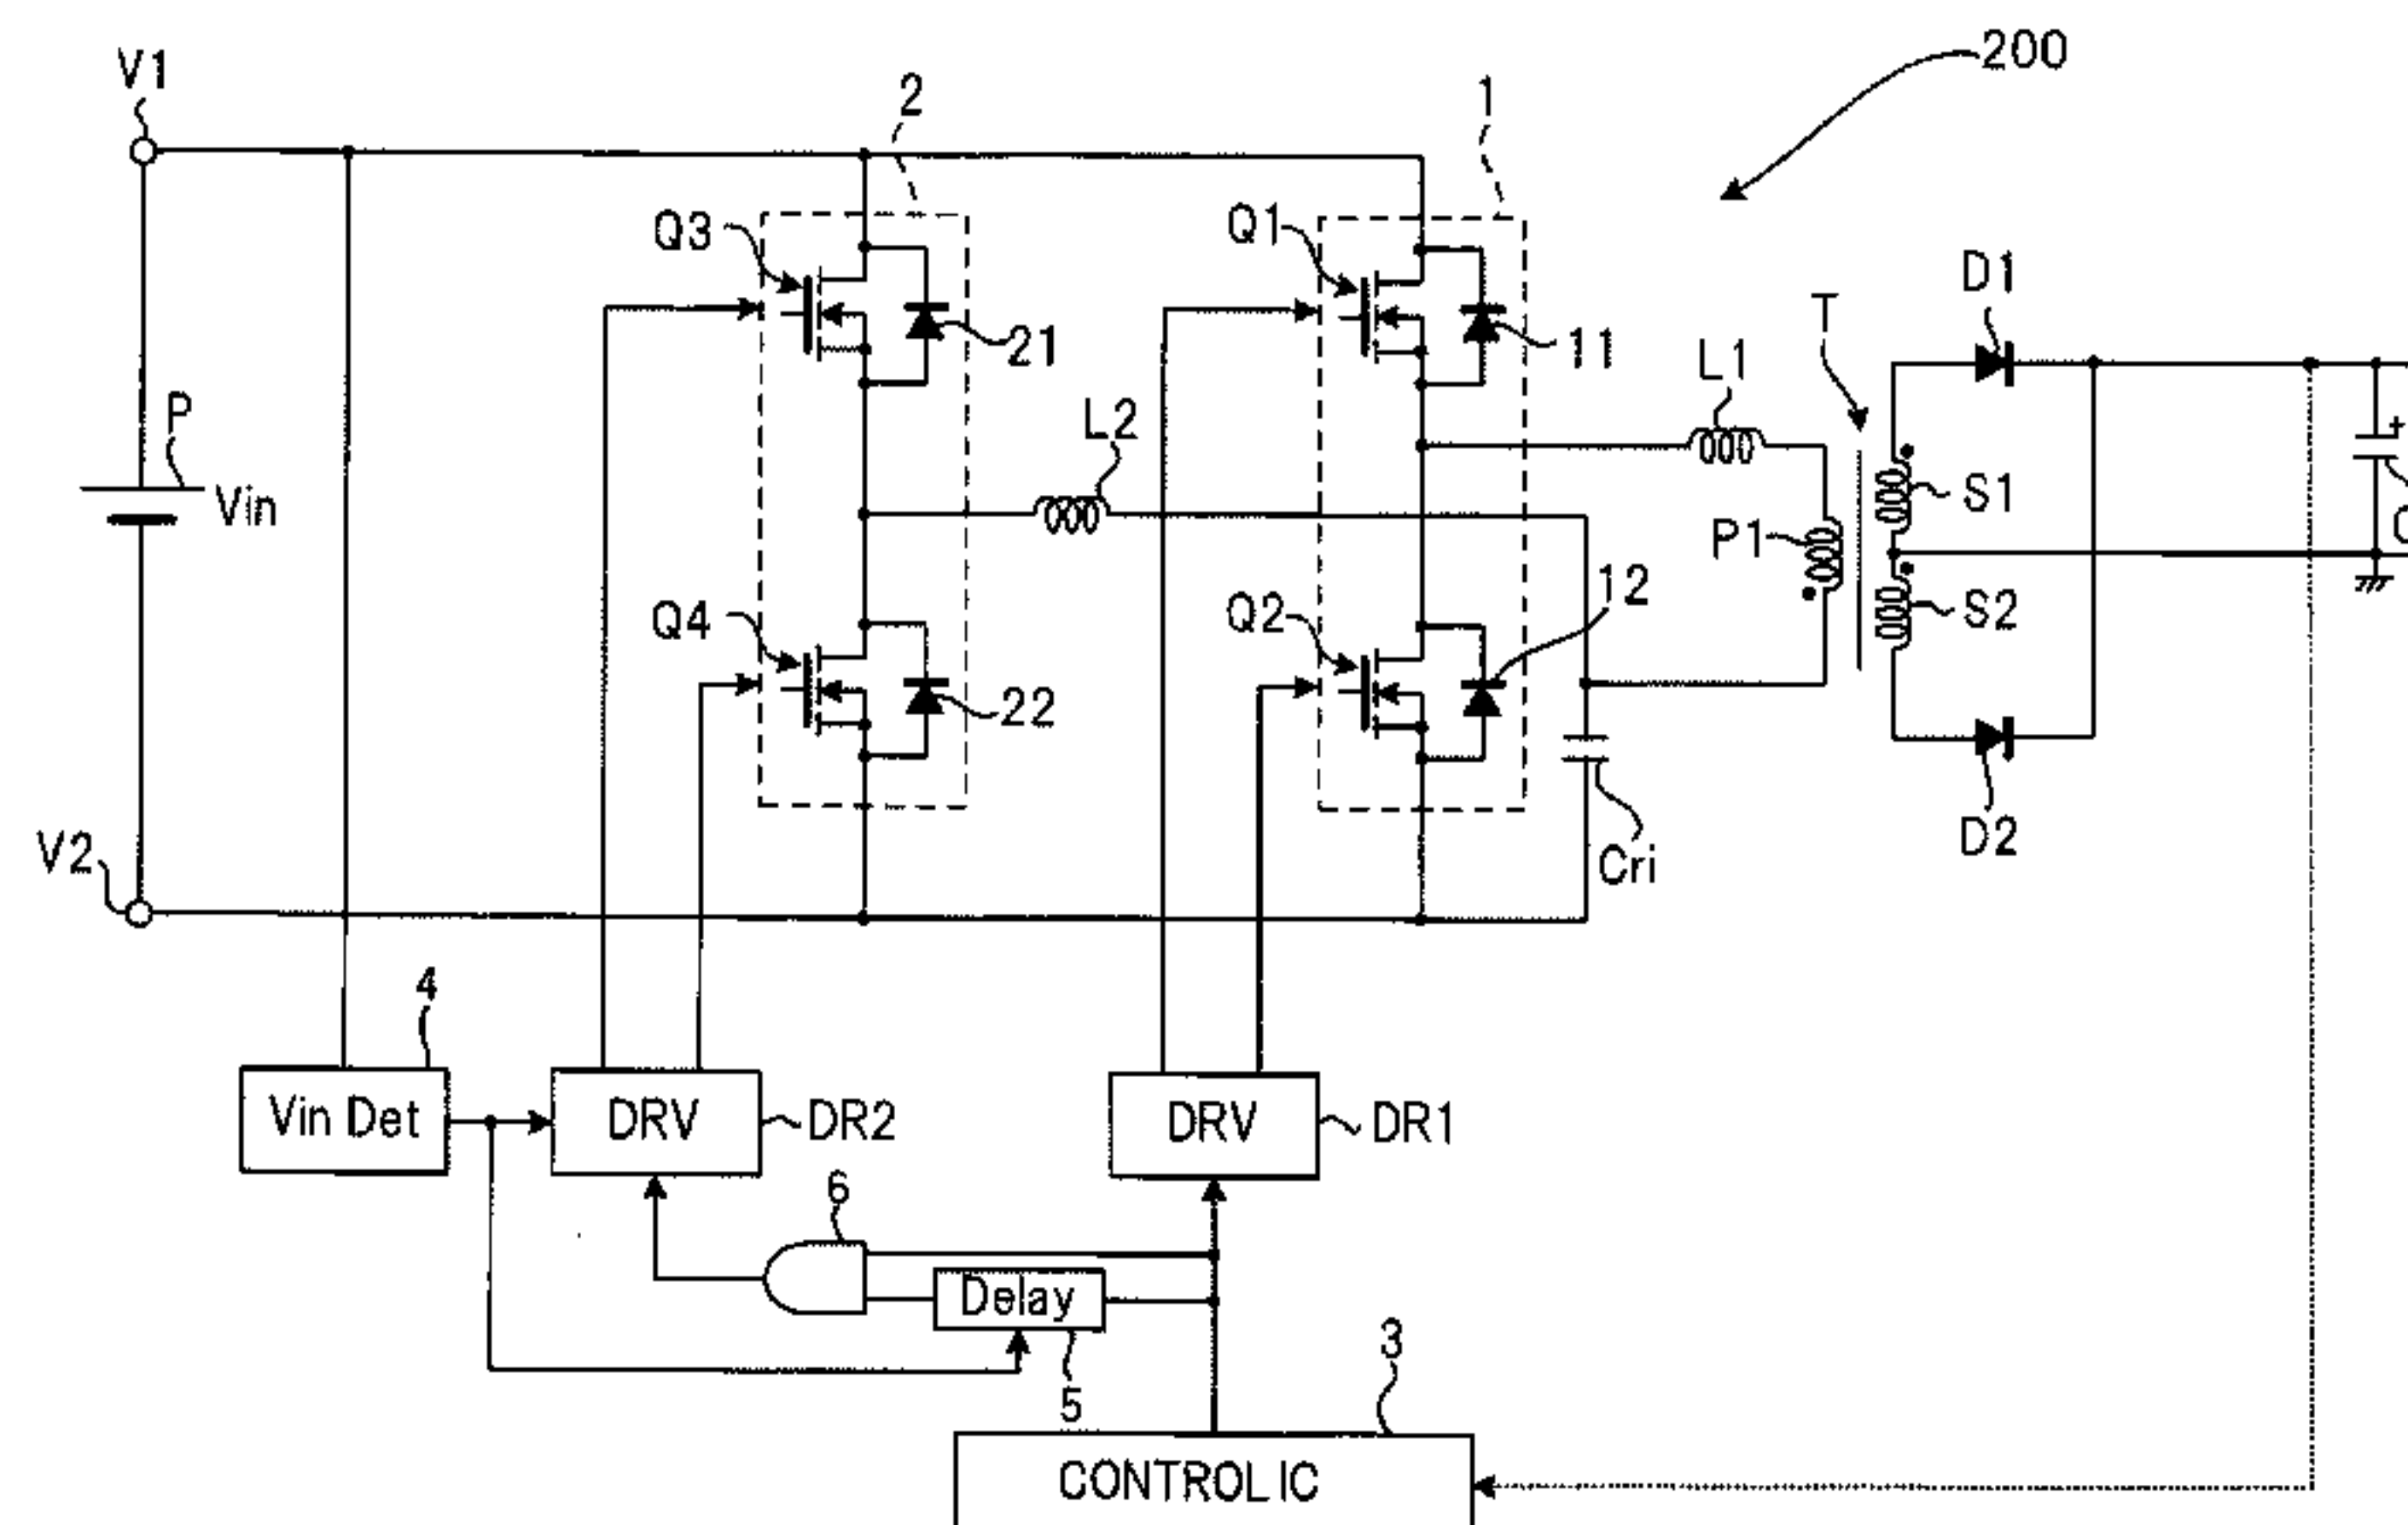 200
V1
2
1
Q3
Q1
D1
T
21
11
L1
P
L2
+
Vin
S1
P1
12
Q4
Q2
S2
22
V2
D2
Cri
4
Vin Det
DRV
DR2
DRV
DR1
6
Delay
3
5
CONTROL IC